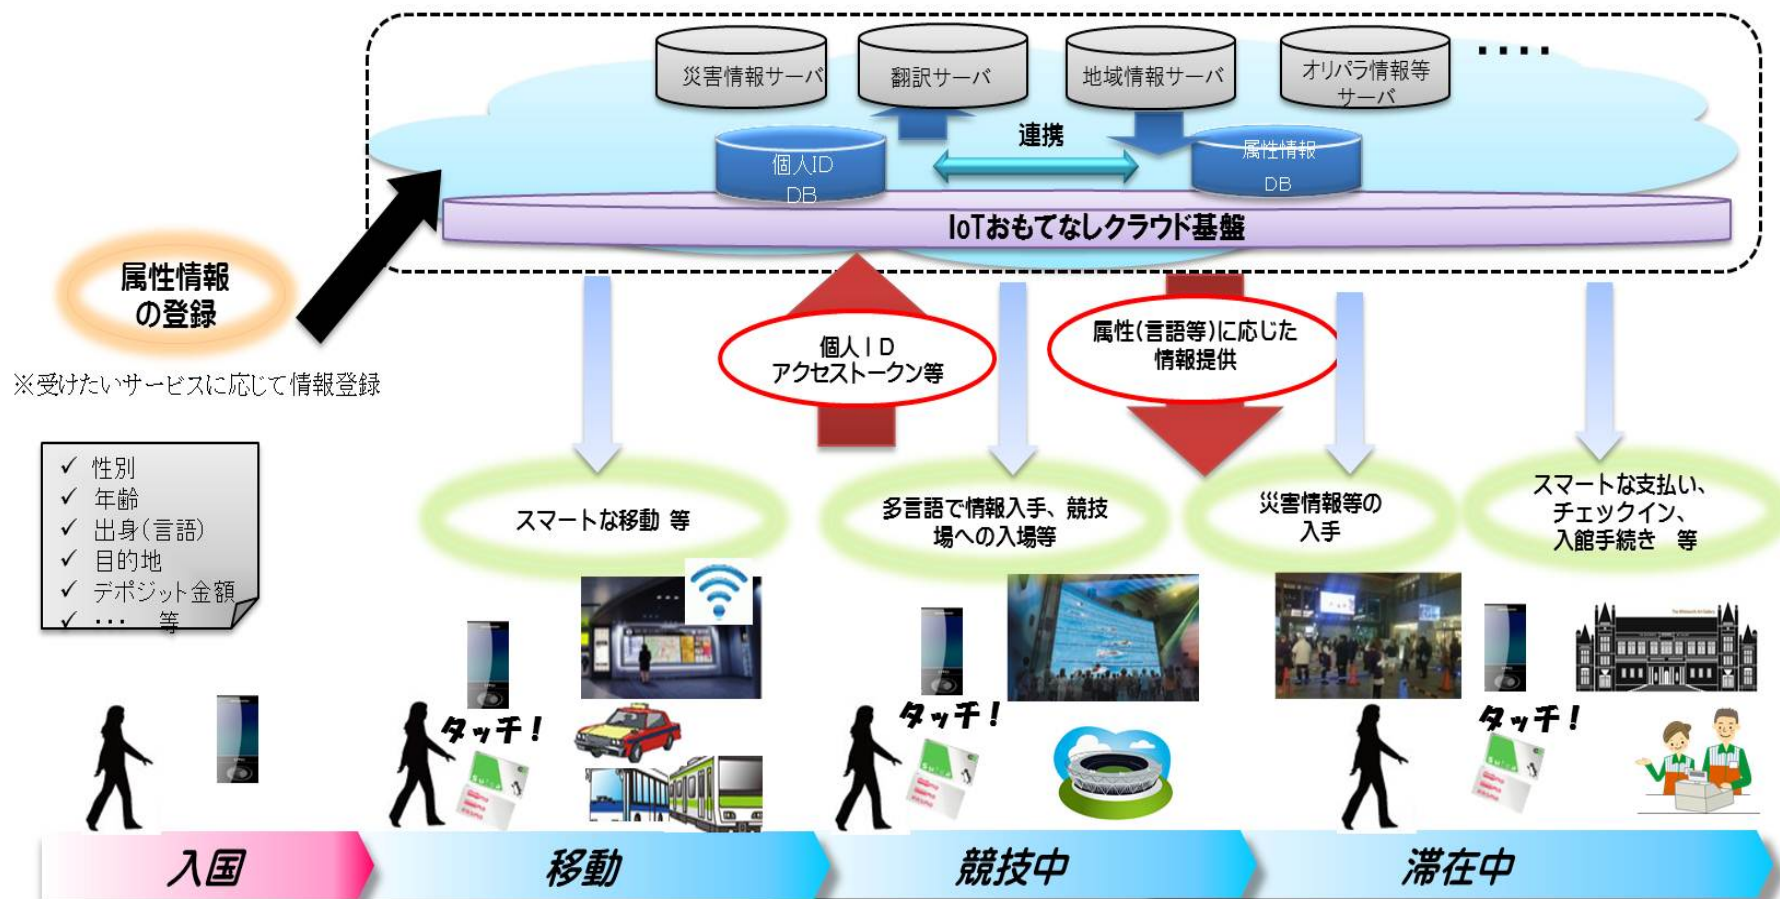 災害情報サーバ
翻訳サーバ
地域情報サーバ
オリパラ情報等
サーバ
・・・・
連携
個人ID
DB
属性情報
DB
IoTおもてなしクラウド基盤
属性情報
の登録
※受けたいサービスに応じて情報登録
個人ID
アクセストークン等
属性(言語等)に応じた
情報提供
✓ 性別
✓ 年齢
✓ 出身(言語)
✓ 目的地
✓ デポジット金額
✓ ・・・ 等
スマートな移動 等
多言語で情報入手、競技
場への入場等
災害情報等の
入手
スマートな支払い、
チェックイン、
入館手続き 等
タッチ!
タッチ!
タッチ!
入国
移動
競技中
滞在中